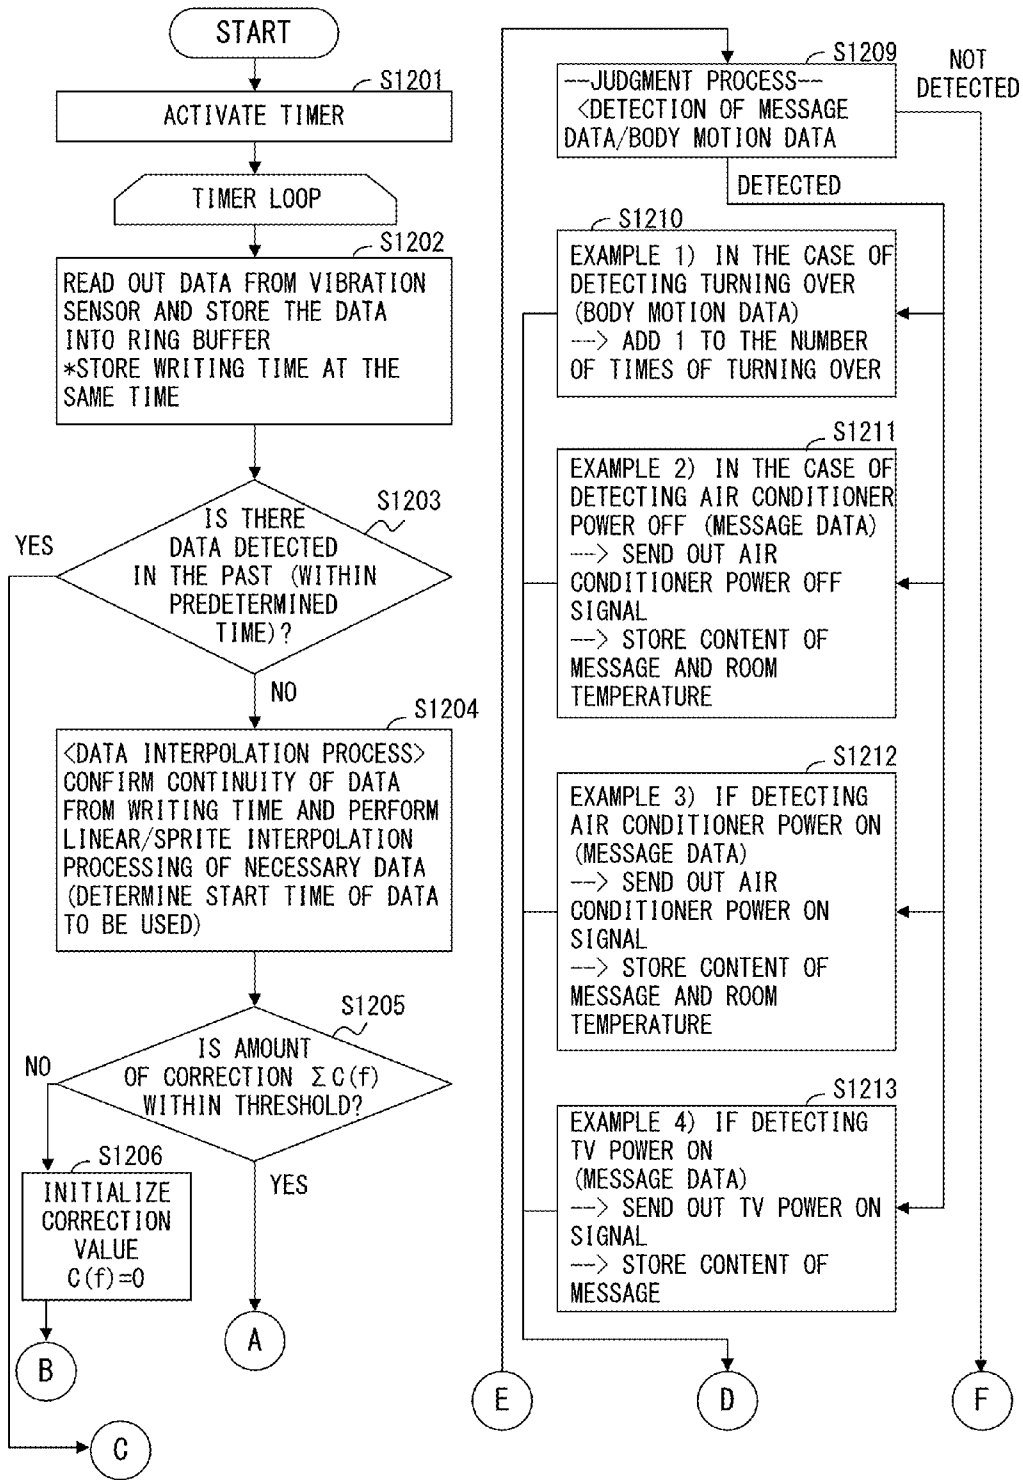 START
S1201
ACTIVATE TIMER
TIMER LOOP
S1202
READ OUT DATA FROM VIBRATION
SENSOR AND STORE THE DATA
INTO RING BUFFER
*STORE WRITING TIME AT THE
SAME TIME
S1203
IS THERE
DATA DETECTED
IN THE PAST (WITHIN
PREDETERMINED
TIME)?
YES
NO
S1204
<DATA INTERPOLATION PROCESS>
CONFIRM CONTINUITY OF DATA
FROM WRITING TIME AND PERFORM
LINEAR/SPRITE INTERPOLATION
PROCESSING OF NECESSARY DATA
(DETERMINE START TIME OF DATA
TO BE USED)
S1205
IS AMOUNT
OF CORRECTION ΣC(f)
WITHIN THRESHOLD?
NO
YES
S1206
INITIALIZE
CORRECTION
VALUE
C(f)=0
A
B
C
S1209
---JUDGMENT PROCESS---
<DETECTION OF MESSAGE
DATA/BODY MOTION DATA
NOT
DETECTED
DETECTED
S1210
EXAMPLE 1) IN THE CASE OF
DETECTING TURNING OVER
(BODY MOTION DATA)
---> ADD 1 TO THE NUMBER
OF TIMES OF TURNING OVER
S1211
EXAMPLE 2) IN THE CASE OF
DETECTING AIR CONDITIONER
POWER OFF (MESSAGE DATA)
---> SEND OUT AIR
CONDITIONER POWER OFF
SIGNAL
---> STORE CONTENT OF
MESSAGE AND ROOM
TEMPERATURE
S1212
EXAMPLE 3) IF DETECTING
AIR CONDITIONER POWER ON
(MESSAGE DATA)
---> SEND OUT AIR
CONDITIONER POWER ON
SIGNAL
---> STORE CONTENT OF
MESSAGE AND ROOM
TEMPERATURE
S1213
EXAMPLE 4) IF DETECTING
TV POWER ON
(MESSAGE DATA)
---> SEND OUT TV POWER ON
SIGNAL
---> STORE CONTENT OF
MESSAGE
E
D
F